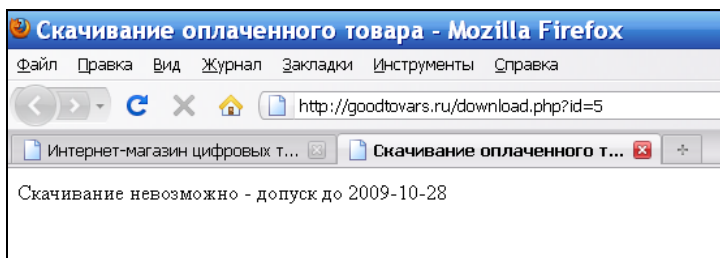 Скачивание оплаченного товара - Mozilla Firefox
Файл Правка Вид Журнал Закладки Инструменты Справка
http://goodtovars.ru/download.php?id=5
Интернет-магазин цифровых т... Скачивание оплаченного т...
Скачивание невозможно - допуск до 2009-10-28